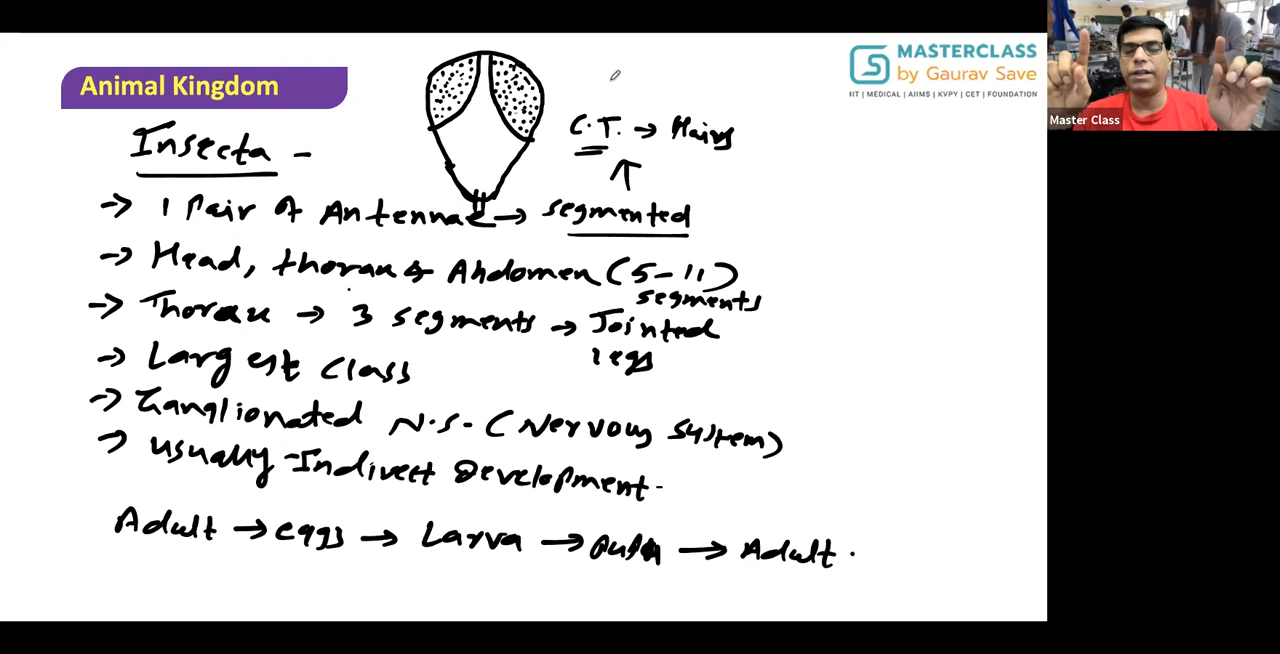 Animal Kingdom
MASTERCLASS
by Gaurav Save
IIT | MEDICAL | AIIMS | KVPY | CET | FOUNDATION
Master Class
Insecta -
C.T. → Hairs
→ 1 Pair of Antennae → segmented
→ Head, thorax & Abdomen (5-11)
segments
→ Thorax → 3 segments → Jointed
legs
→ Largest class
→ Ganglionated N.S. (Nervous system)
→ usually Indirect Development.
Adult → eggs → Larva → pupa → Adult.